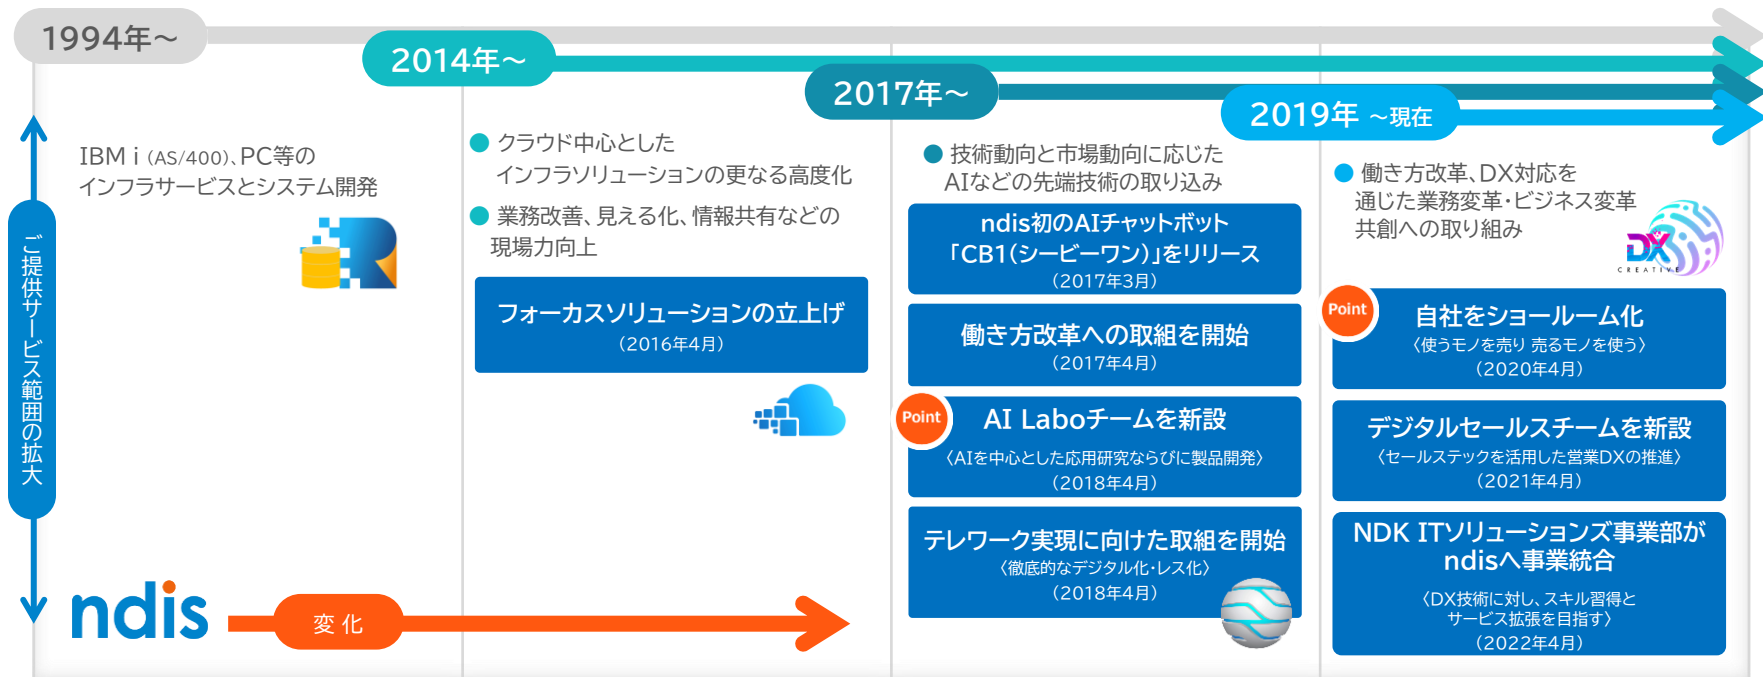 1994年～
2014年～
2017年～
2019年 ～現在
ご提供サービス範囲の拡大
IBM i (AS/400)、PC等の
インフラサービスとシステム開発
ndis
変 化
● クラウド中心とした
インフラソリューションの更なる高度化
● 業務改善、見える化、情報共有などの
現場力向上
フォーカスソリューションの立上げ
（2016年4月）
● 技術動向と市場動向に応じた
AIなどの先端技術の取り込み
ndis初のAIチャットボット
「CB1（シービーワン）」をリリース
（2017年3月）
働き方改革への取組を開始
（2017年4月）
Point
AI Laboチームを新設
〈AIを中心とした応用研究ならびに製品開発〉
（2018年4月）
テレワーク実現に向けた取組を開始
〈徹底的なデジタル化・レス化〉
（2018年4月）
● 働き方改革、DX対応を
通じた業務変革・ビジネス変革
共創への取り組み
DX
CREATIVE
Point
自社をショールーム化
〈使うモノを売り 売るモノを使う〉
（2020年4月）
デジタルセールスチームを新設
〈セールステックを活用した営業DXの推進〉
（2021年4月）
NDK ITソリューションズ事業部が
ndisへ事業統合
〈DX技術に対し、スキル習得と
サービス拡張を目指す〉
（2022年4月）